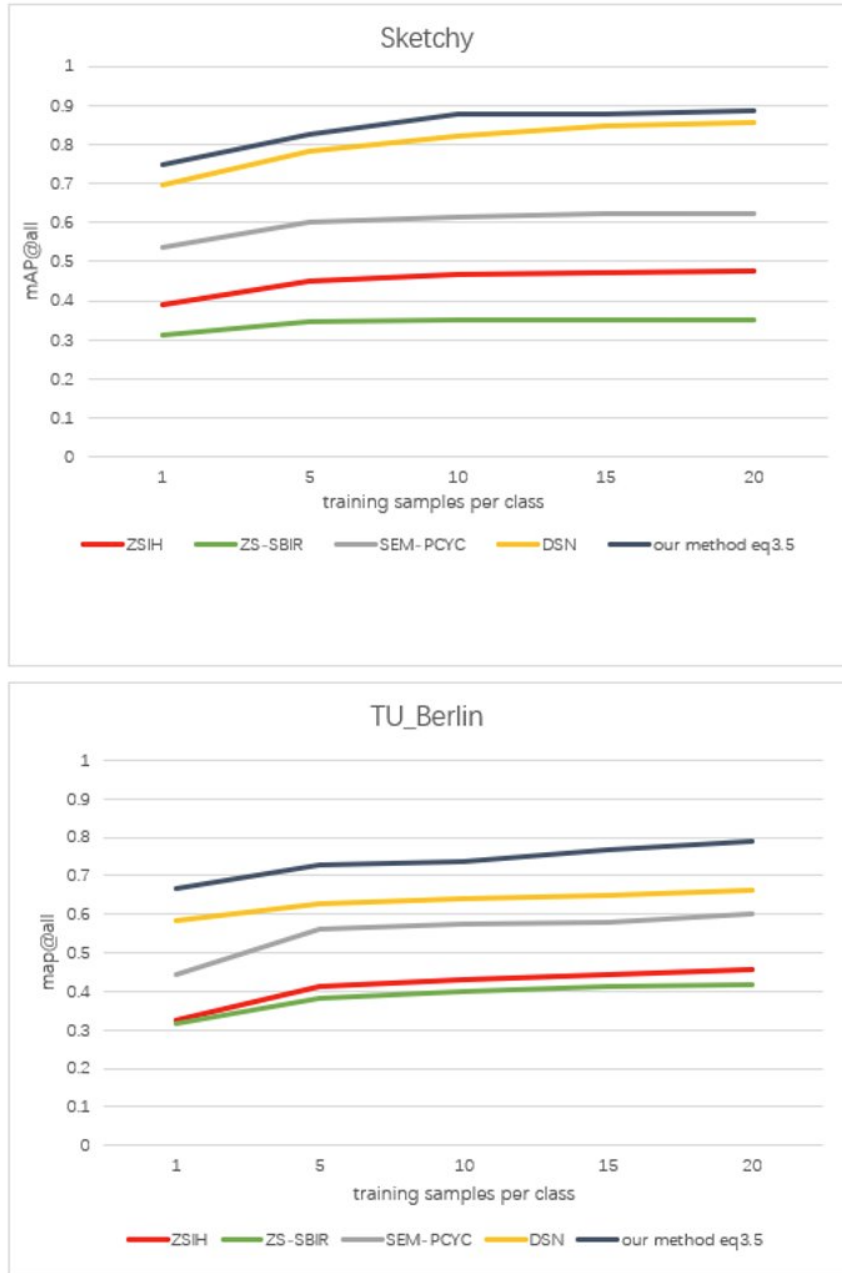 Sketchy
1
0.9
0.8
0.7
0.6
0.5
0.4
0.3
0.2
0.1
0
mAP@all
1 5 10 15 20
training samples per class
ZSIH ZS-SBIR SEM-PCYC DSN our method eq3.5
TU_Berlin
1
0.9
0.8
0.7
0.6
0.5
0.4
0.3
0.2
0.1
0
map@all
1 5 10 15 20
training samples per class
ZSIH ZS-SBIR SEM-PCYC DSN our method eq3.5